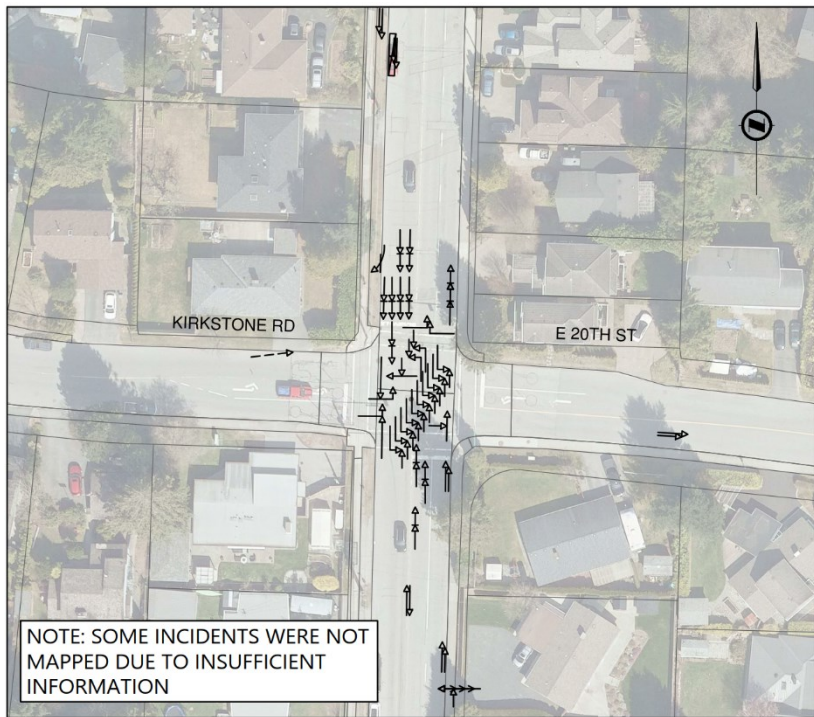 KIRKSTONE RD
E 20TH ST
NOTE: SOME INCIDENTS WERE NOT
MAPPED DUE TO INSUFFICIENT
INFORMATION